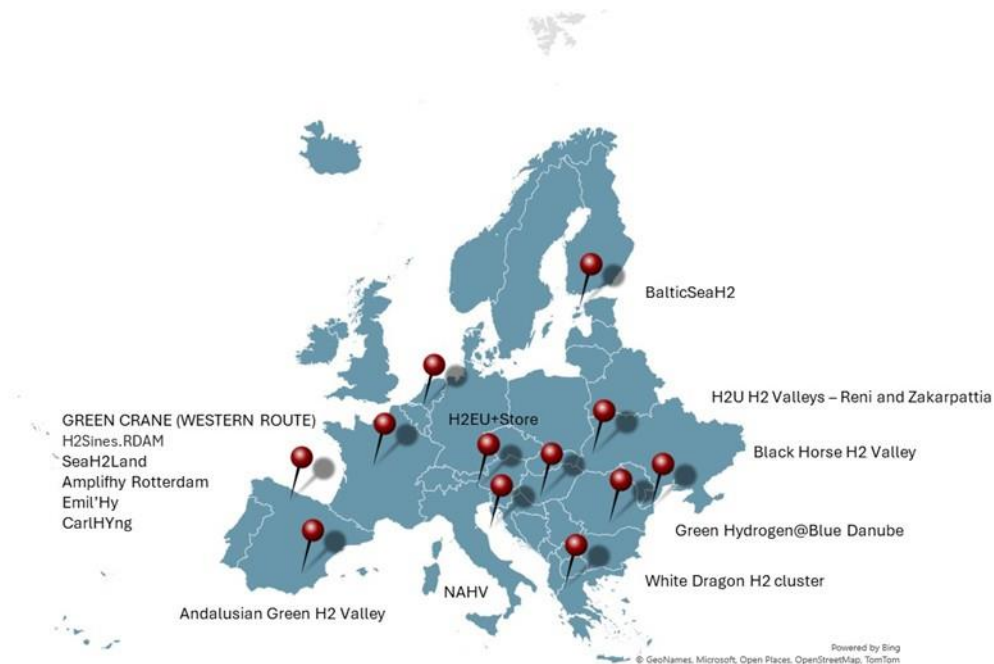 BalticSeaH2
H2U H2 Valleys – Reni and Zakarpattia
GREEN CRANE (WESTERN ROUTE)
H2Sines.RDAM
SeaH2Land
Amplifhy Rotterdam
Emil'Hy
CarlHYng
H2EU+Store
Black Horse H2 Valley
Green Hydrogen@Blue Danube
White Dragon H2 cluster
NAHV
Andalusian Green H2 Valley
Powered by Bing
© GeoNames, Microsoft, Open Places, OpenStreetMap, TomTom